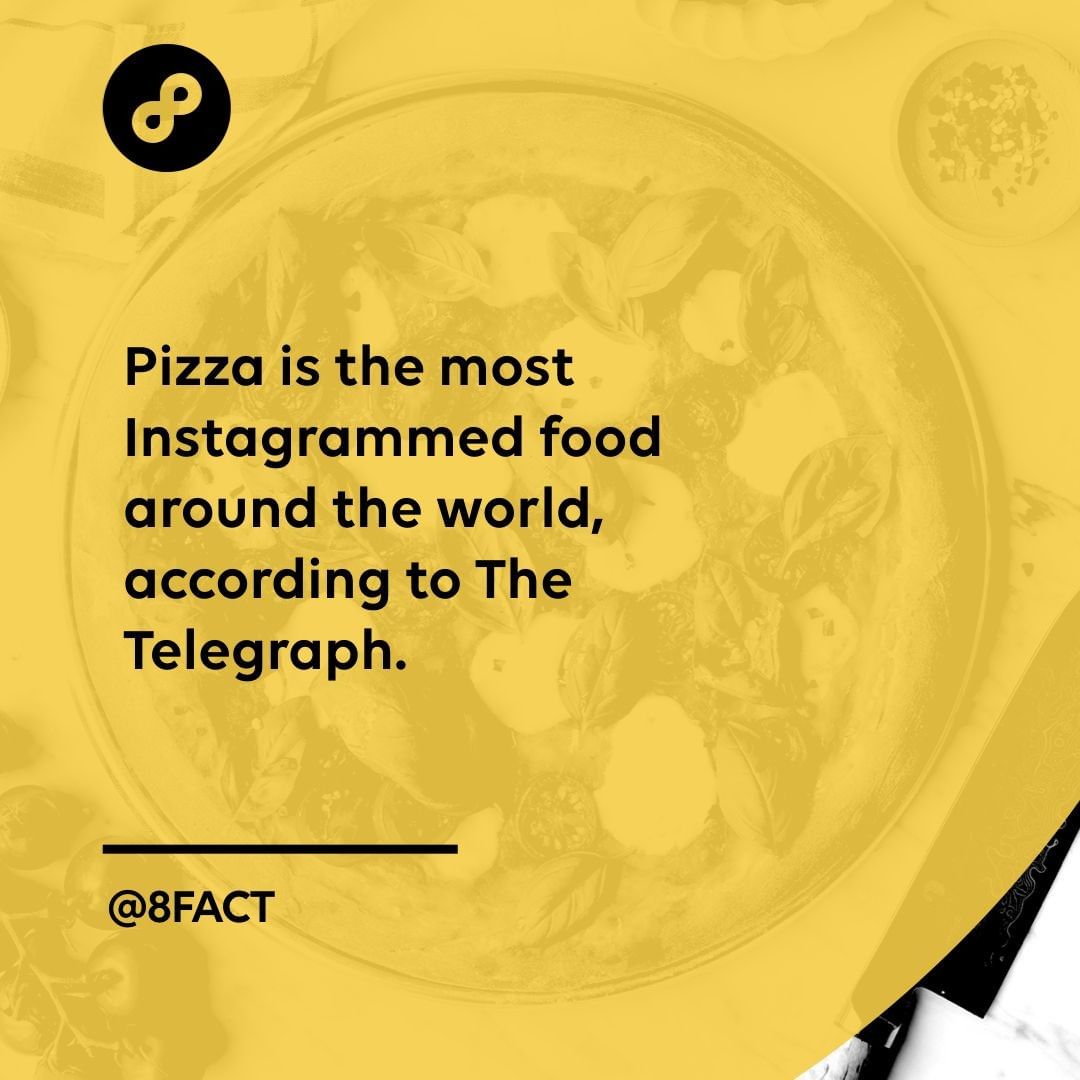 Pizza is the most
Instagrammed food
around the world,
according to The
Telegraph.
@8FACT